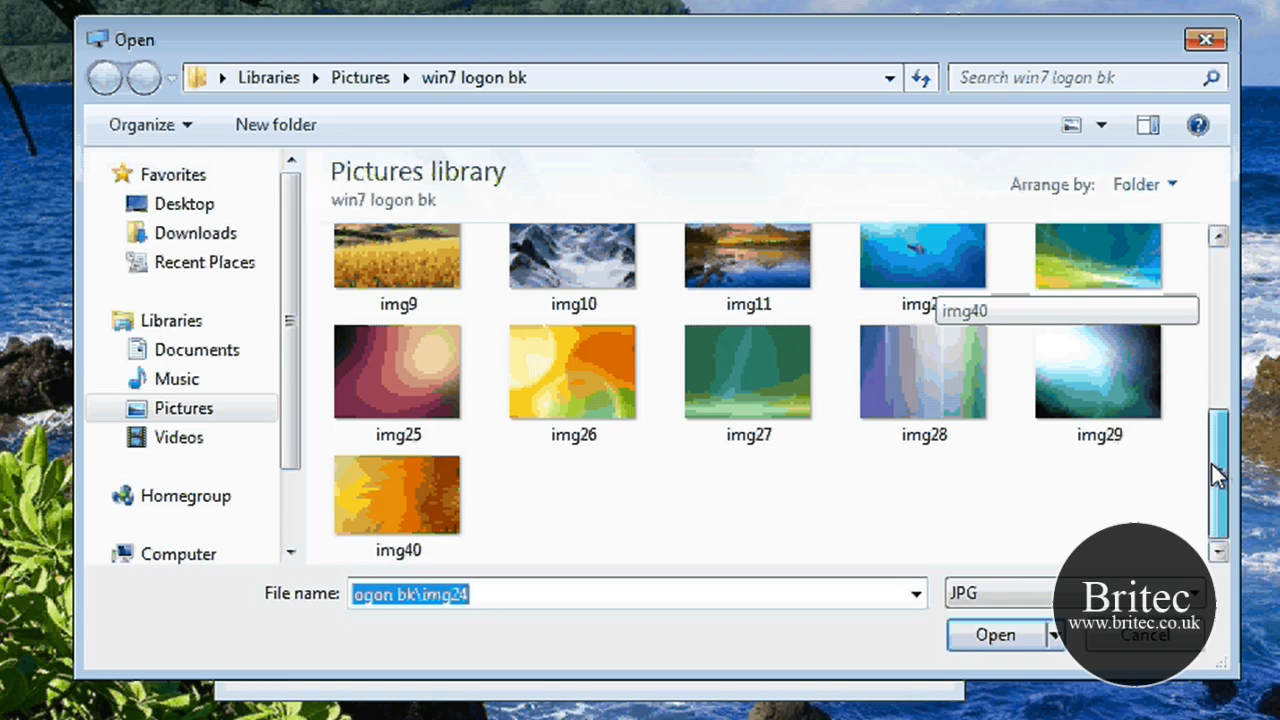 Open
Libraries Pictures win7 logon bk
Search win7 logon bk
Organize New folder
Favorites
Desktop
Downloads
Recent Places
Libraries
Documents
Music
Pictures
Videos
Homegroup
Computer
Pictures library
win7 logon bk
Arrange by: Folder
img9 img10 img11
img40
img25 img26 img27 img28 img29
img40
File name: ogon bk\img24
JPG
Open Cancel
Britec
www.britec.co.uk